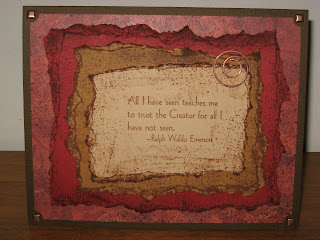 All I have seen teaches me
to trust the Creator for all I
have not seen.
~Ralph Waldo Emerson